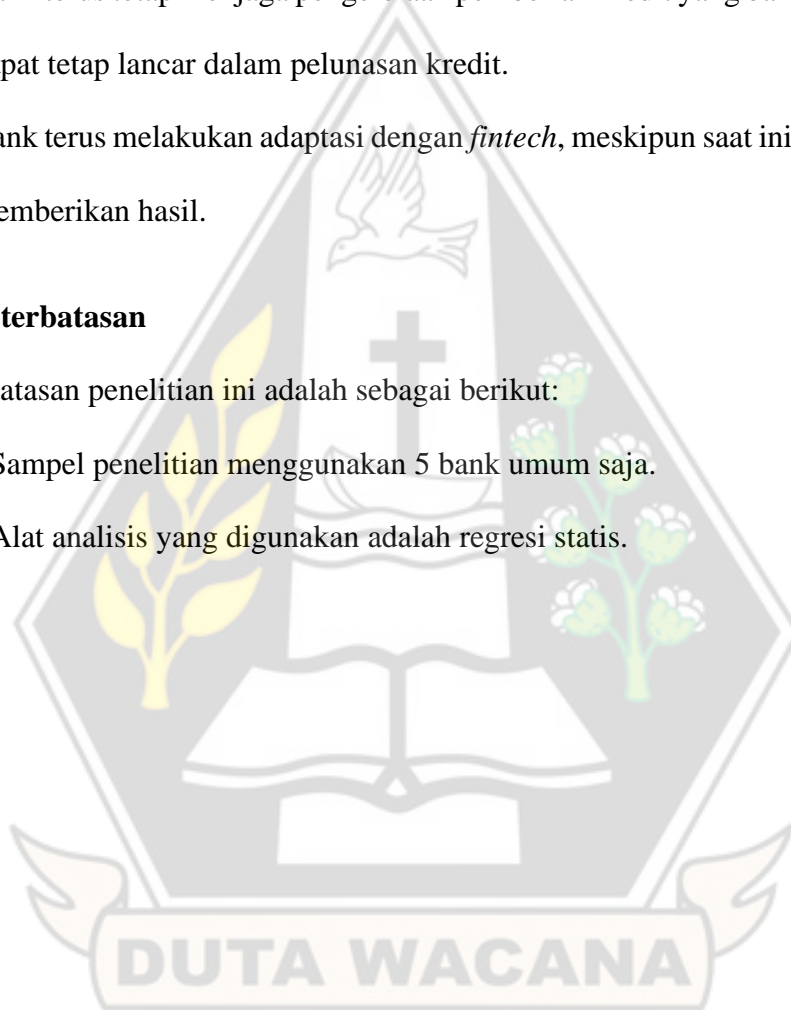 pat tetap lancar dalam pelunasan kredit.
ank terus melakukan adaptasi dengan fintech, meskipun saat ini
emberikan hasil.
terbatasan
atasan penelitian ini adalah sebagai berikut:
Sampel penelitian menggunakan 5 bank umum saja.
Alat analisis yang digunakan adalah regresi statis.
DUTA WACANA